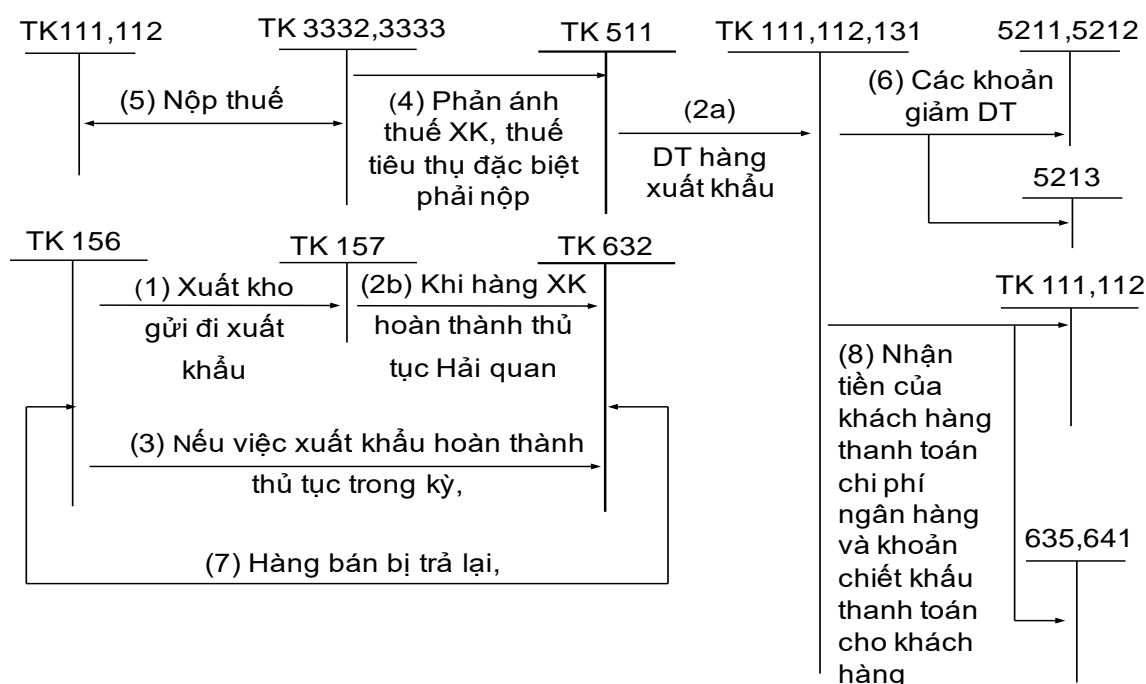 TK111,112
TK 3332,3333
TK 511
TK 111,112,131
5211,5212
(5) Nộp thuế
(4) Phản ánh
thuế XK, thuế
tiêu thụ đặc biệt
phải nộp
(2a)
DT hàng
xuất khẩu
(6) Các khoản
giảm DT
5213
TK 156
TK 157
TK 632
(1) Xuất kho
gửi đi xuất
khẩu
(2b) Khi hàng XK
hoàn thành thủ
tục Hải quan
TK 111,112
(3) Nếu việc xuất khẩu hoàn thành
thủ tục trong kỳ,
(7) Hàng bán bị trả lại,
(8) Nhận
tiền của
khách hàng
thanh toán
chi phí
ngân hàng
và khoản
chiết khấu
thanh toán
cho khách
hàng
635,641